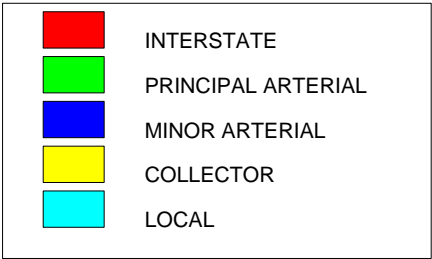 INTERSTATE
PRINCIPAL ARTERIAL
MINOR ARTERIAL
COLLECTOR
LOCAL